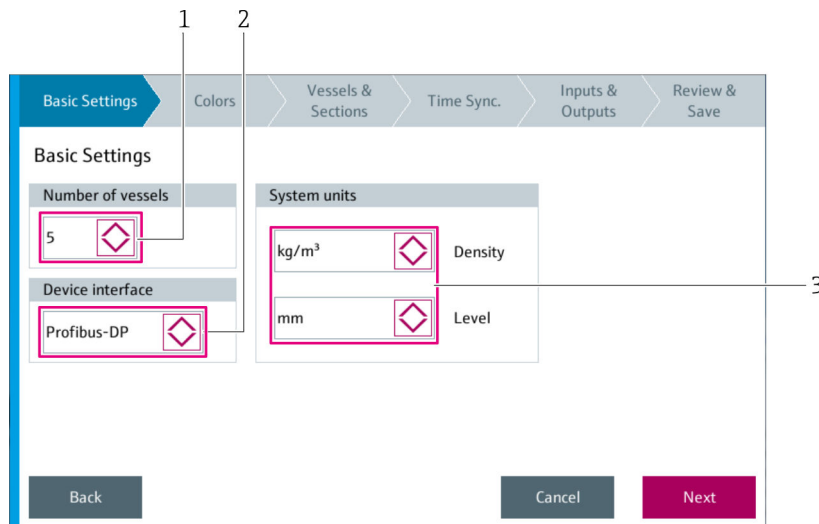 1 2
Basic Settings Colors Vessels & Sections Time Sync. Inputs & Outputs Review & Save
Basic Settings
Number of vessels System units
5 kg/m³ Density
Device interface
Profibus-DP mm Level
3
Back Cancel Next